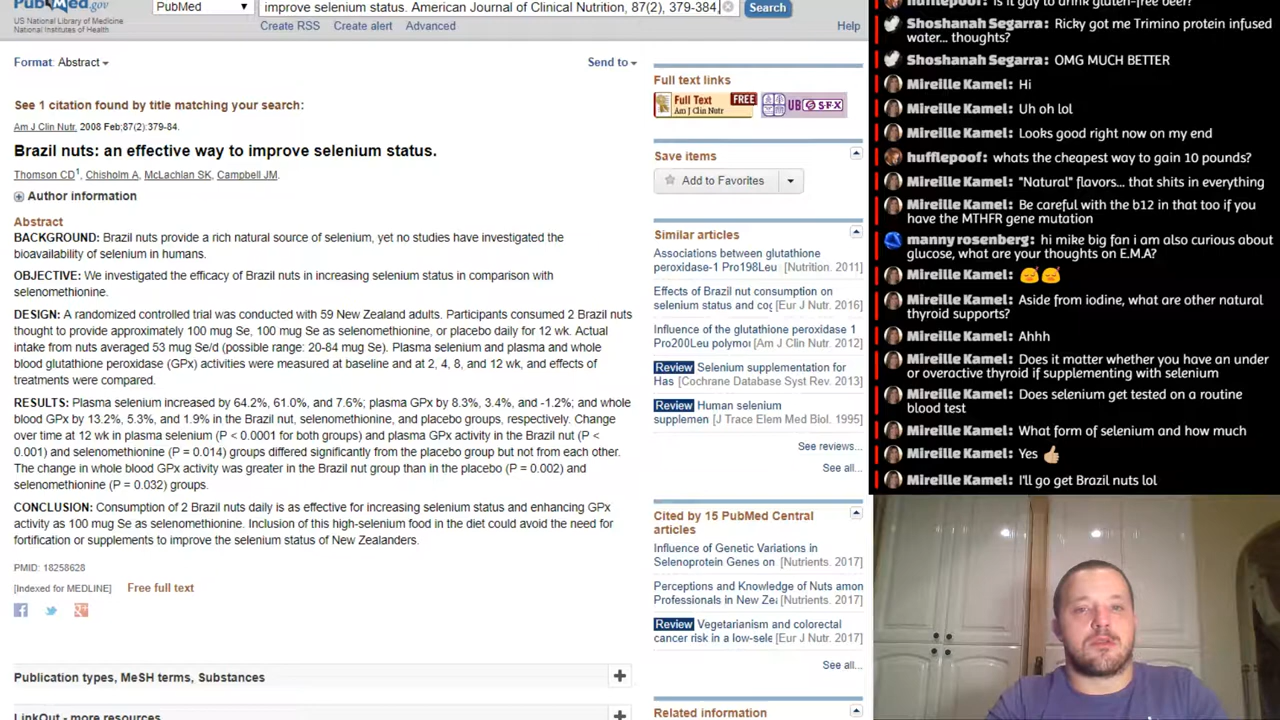 PubMed.gov
US National Library of Medicine
National Institutes of Health
PubMed
improve selenium status. American Journal of Clinical Nutrition, 87(2), 379-384.
Search
Create RSS Create alert Advanced
Help
Format: Abstract
Send to
See 1 citation found by title matching your search:
Am J Clin Nutr. 2008 Feb;87(2):379-84.
Brazil nuts: an effective way to improve selenium status.
Thomson CD1, Chisholm A, McLachlan SK, Campbell JM.
Author information
Abstract
BACKGROUND: Brazil nuts provide a rich natural source of selenium, yet no studies have investigated the
bioavailability of selenium in humans.
OBJECTIVE: We investigated the efficacy of Brazil nuts in increasing selenium status in comparison with
selenomethionine.
DESIGN: A randomized controlled trial was conducted with 59 New Zealand adults. Participants consumed 2 Brazil nuts
thought to provide approximately 100 mug Se, 100 mug Se as selenomethionine, or placebo daily for 12 wk. Actual
intake from nuts averaged 53 mug Se/d (possible range: 20-84 mug Se). Plasma selenium and plasma and whole
blood glutathione peroxidase (GPx) activities were measured at baseline and at 2, 4, 8, and 12 wk, and effects of
treatments were compared.
RESULTS: Plasma selenium increased by 64.2%, 61.0%, and 7.6%; plasma GPx by 8.3%, 3.4%, and -1.2%; and whole
blood GPx by 13.2%, 5.3%, and 1.9% in the Brazil nut, selenomethionine, and placebo groups, respectively. Change
over time at 12 wk in plasma selenium (P < 0.0001 for both groups) and plasma GPx activity in the Brazil nut (P <
0.001) and selenomethionine (P = 0.014) groups differed significantly from the placebo group but not from each other.
The change in whole blood GPx activity was greater in the Brazil nut group than in the placebo (P = 0.002) and
selenomethionine (P = 0.032) groups.
CONCLUSION: Consumption of 2 Brazil nuts daily is as effective for increasing selenium status and enhancing GPx
activity as 100 mug Se as selenomethionine. Inclusion of this high-selenium food in the diet could avoid the need for
fortification or supplements to improve the selenium status of New Zealanders.
PMID: 18258628
[Indexed for MEDLINE] Free full text
Publication types, MeSH terms, Substances
LinkOut - more resources
Full text links
Full Text FREE
Am J Clin Nutr
UB SFX
Save items
Add to Favorites
Similar articles
Associations between glutathione
peroxidase-1 Pro198Leu [Nutrition. 2011]
Effects of Brazil nut consumption on
selenium status and cog [Eur J Nutr. 2016]
Influence of the glutathione peroxidase 1
Pro200Leu polymor [Am J Clin Nutr. 2012]
Review Selenium supplementation for
Has [Cochrane Database Syst Rev. 2013]
Review Human selenium
supplemen [J Trace Elem Med Biol. 1995]
See reviews...
See all...
Cited by 15 PubMed Central
articles
Influence of Genetic Variations in
Selenoprotein Genes on [Nutrients. 2017]
Perceptions and Knowledge of Nuts among
Professionals in New Zea [Nutrients. 2017]
Review Vegetarianism and colorectal
cancer risk in a low-sele [Eur J Nutr. 2017]
See all...
Related information
hufflepoof: is it gay to drink gluten-free beer?
Shoshanah Segarra: Ricky got me Trimino protein infused
water... thoughts?
Shoshanah Segarra: OMG MUCH BETTER
Mireille Kamel: Hi
Mireille Kamel: Uh oh lol
Mireille Kamel: Looks good right now on my end
hufflepoof: whats the cheapest way to gain 10 pounds?
Mireille Kamel: "Natural" flavors... that shits in everything
Mireille Kamel: Be careful with the b12 in that too if you
have the MTHFR gene mutation
manny rosenberg: hi mike big fan i am also curious about
glucose, what are your thoughts on E.M.A?
Mireille Kamel: 😴😴
Mireille Kamel: Aside from iodine, what are other natural
thyroid supports?
Mireille Kamel: Ahhh
Mireille Kamel: Does it matter whether you have an under
or overactive thyroid if supplementing with selenium
Mireille Kamel: Does selenium get tested on a routine
blood test
Mireille Kamel: What form of selenium and how much
Mireille Kamel: Yes 👍🏼
Mireille Kamel: I'll go get Brazil nuts lol